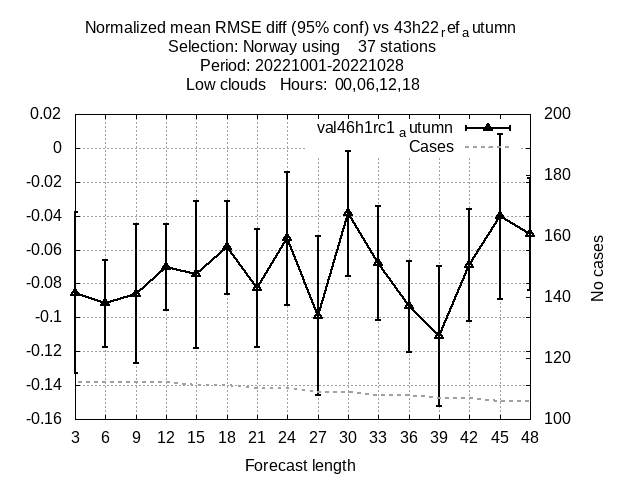 Normalized mean RMSE diff (95% conf) vs 43h22refautumn
Selection: Norway using 37 stations
Period: 20221001-20221028
Low clouds Hours: 00,06,12,18
val46h1rc1autumn
Cases
0.02
0
-0.02
-0.04
-0.06
-0.08
-0.1
-0.12
-0.14
-0.16
200
180
160
140
120
100
No cases
3 6 9 12 15 18 21 24 27 30 33 36 39 42 45 48
Forecast length